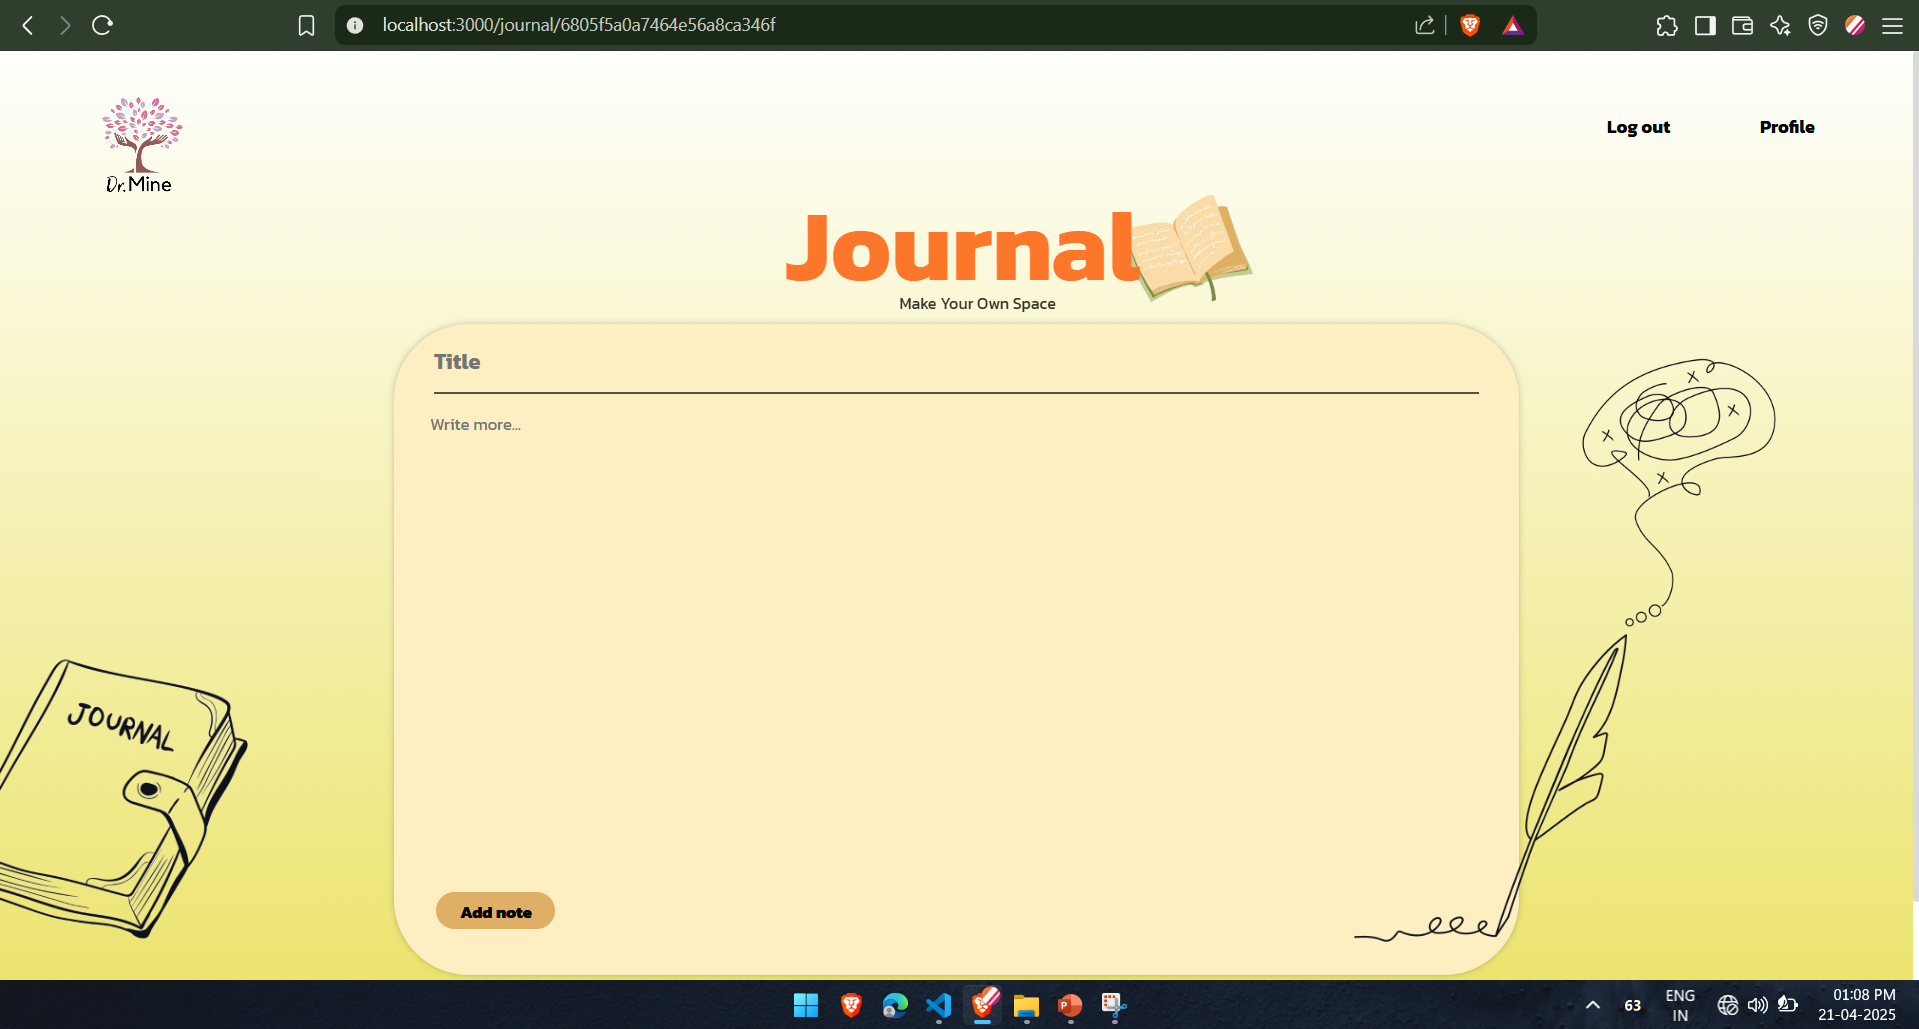 localhost:3000/journal/6805f5a0a7464e56a8ca346f
Dr. Mine
Log out
Profile
Journal
Make Your Own Space
Title
Write more...
JOURNAL
Add note
63
ENG
IN
01:08 PM
21-04-2025